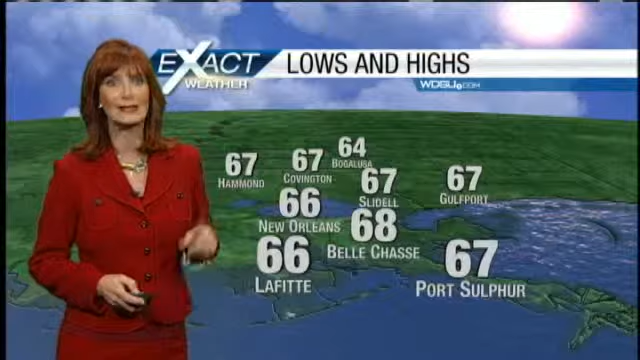 EXACT
WEATHER
LOWS AND HIGHS
WDSU6.COM
67
HAMMOND
67
COVINGTON
64
BOGALUSA
67
SLIDELL
67
GULFPORT
66
NEW ORLEANS
68
BELLE CHASSE
66
LAFITTE
67
PORT SULPHUR